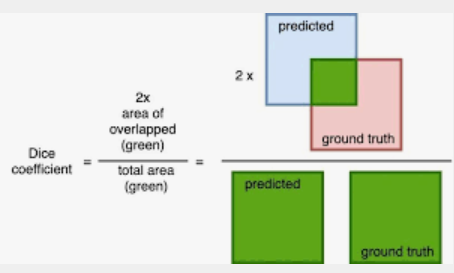 Dice
coefficient
=
2x
area of
overlapped
(green)
total area
(green)
=
2 x
predicted
ground truth
predicted
ground truth